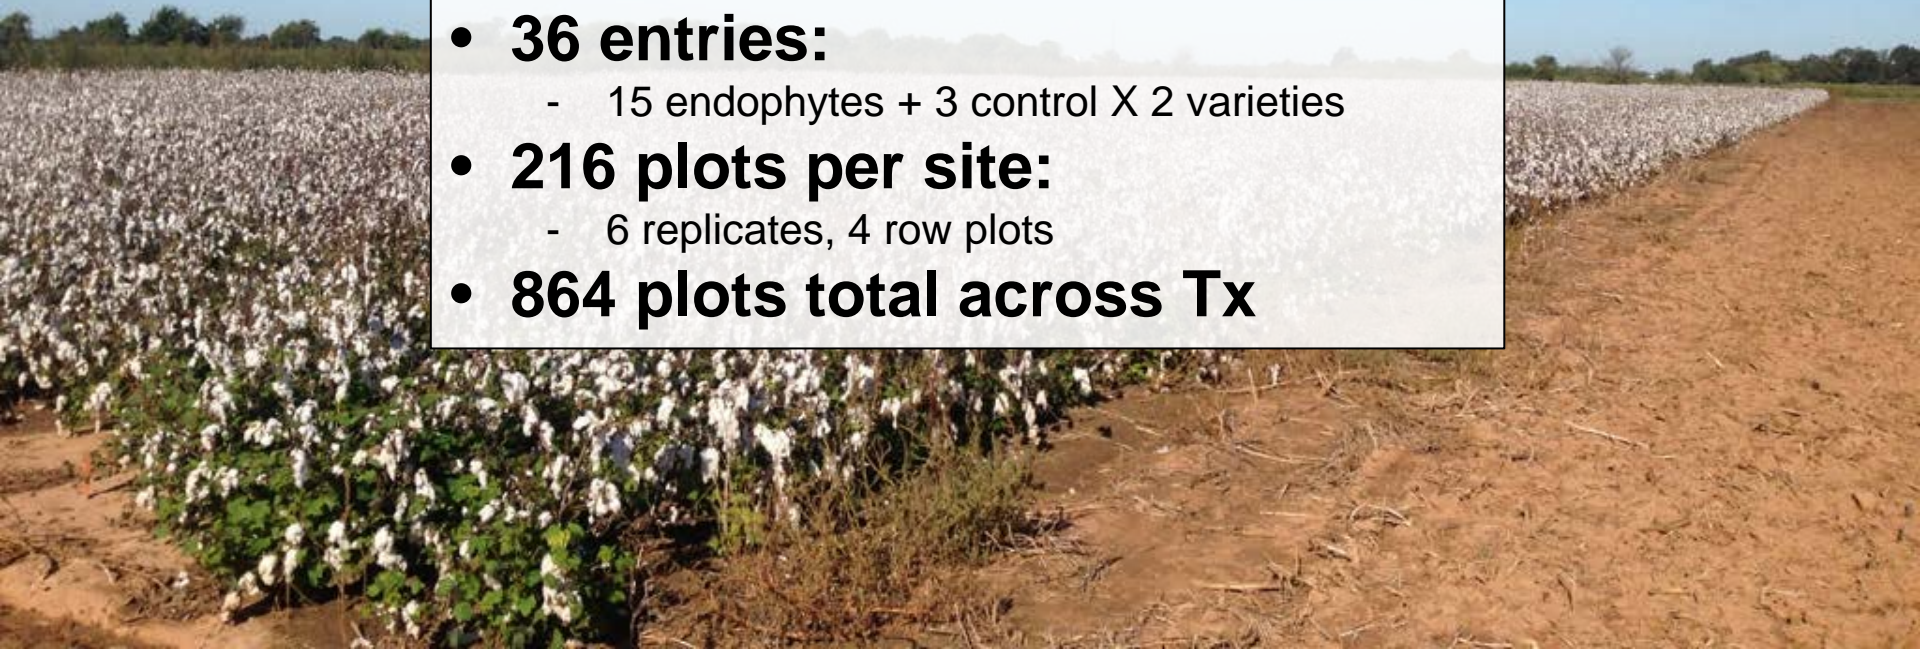 • 36 entries:
- 15 endophytes + 3 control X 2 varieties
• 216 plots per site:
- 6 replicates, 4 row plots
• 864 plots total across Tx